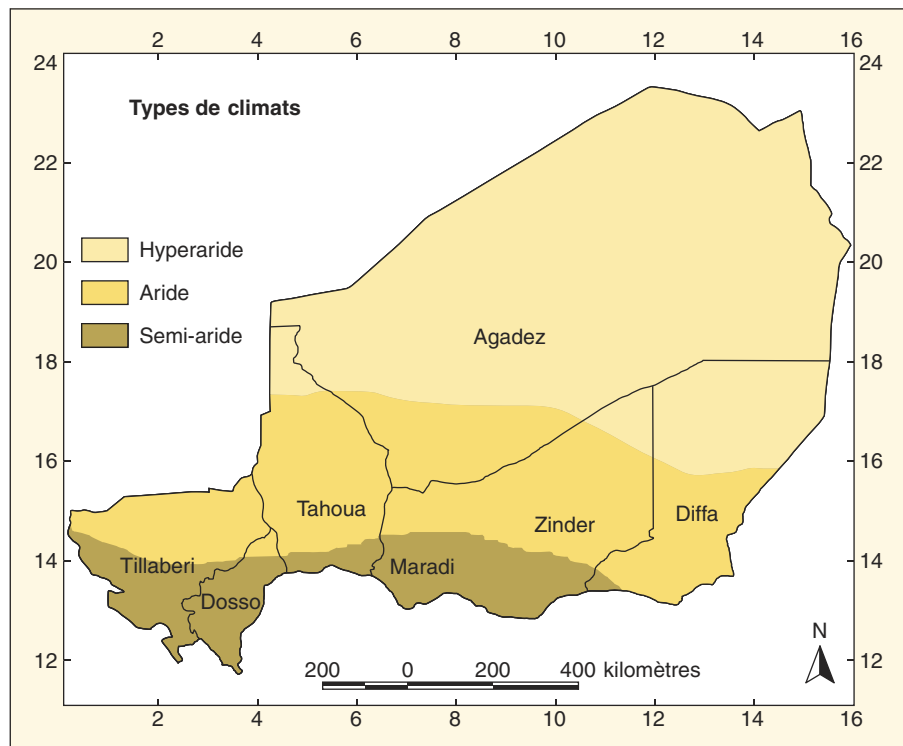 2 4 6 8 10 12 14 16
24 24
Types de climats
22 22
Hyperaride
20 20
Aride
Semi-aride
Agadez
18 18
16 16
Tahoua
Zinder
Diffa
14 14
Tillaberi
Maradi
Dosso
N
12 12
200 0 200 400 kilomètres
2 4 6 8 10 12 14 16